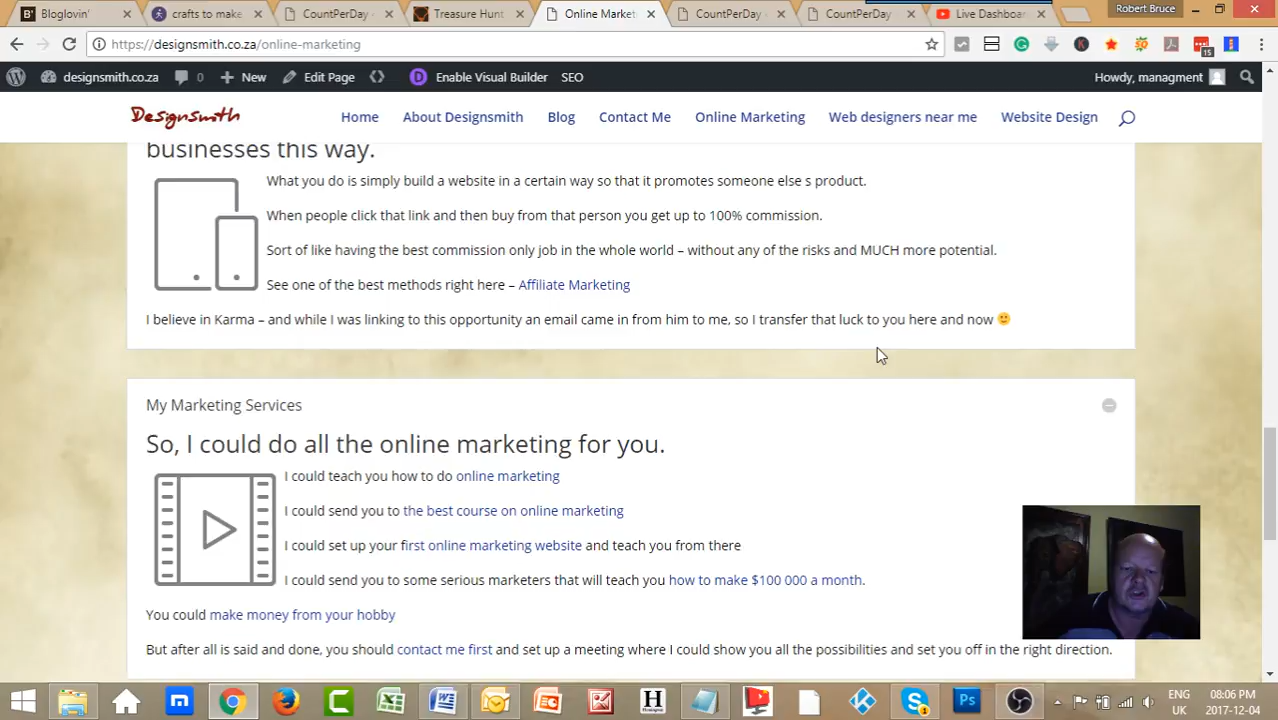 Bloglovin'
crafts to make
CountPerDay
Treasure Hunt
Online Market
CountPerDay
CountPerDay
Live Dashboa
Robert Bruce
https://designsmith.co.za/online-marketing
15
designsmith.co.za
0
New
Edit Page
Enable Visual Builder
SEO
Howdy, managment
Designsmith
Home
About Designsmith
Blog
Contact Me
Online Marketing
Web designers near me
Website Design
businesses this way.
What you do is simply build a website in a certain way so that it promotes someone else s product.
When people click that link and then buy from that person you get up to 100% commission.
Sort of like having the best commission only job in the whole world – without any of the risks and MUCH more potential.
See one of the best methods right here – Affiliate Marketing
I believe in Karma – and while I was linking to this opportunity an email came in from him to me, so I transfer that luck to you here and now 🙂
My Marketing Services
So, I could do all the online marketing for you.
I could teach you how to do online marketing
I could send you to the best course on online marketing
I could set up your first online marketing website and teach you from there
I could send you to some serious marketers that will teach you how to make $100 000 a month.
You could make money from your hobby
But after all is said and done, you should contact me first and set up a meeting where I could show you all the possibilities and set you off in the right direction.
ENG
UK
08:06 PM
2017-12-04